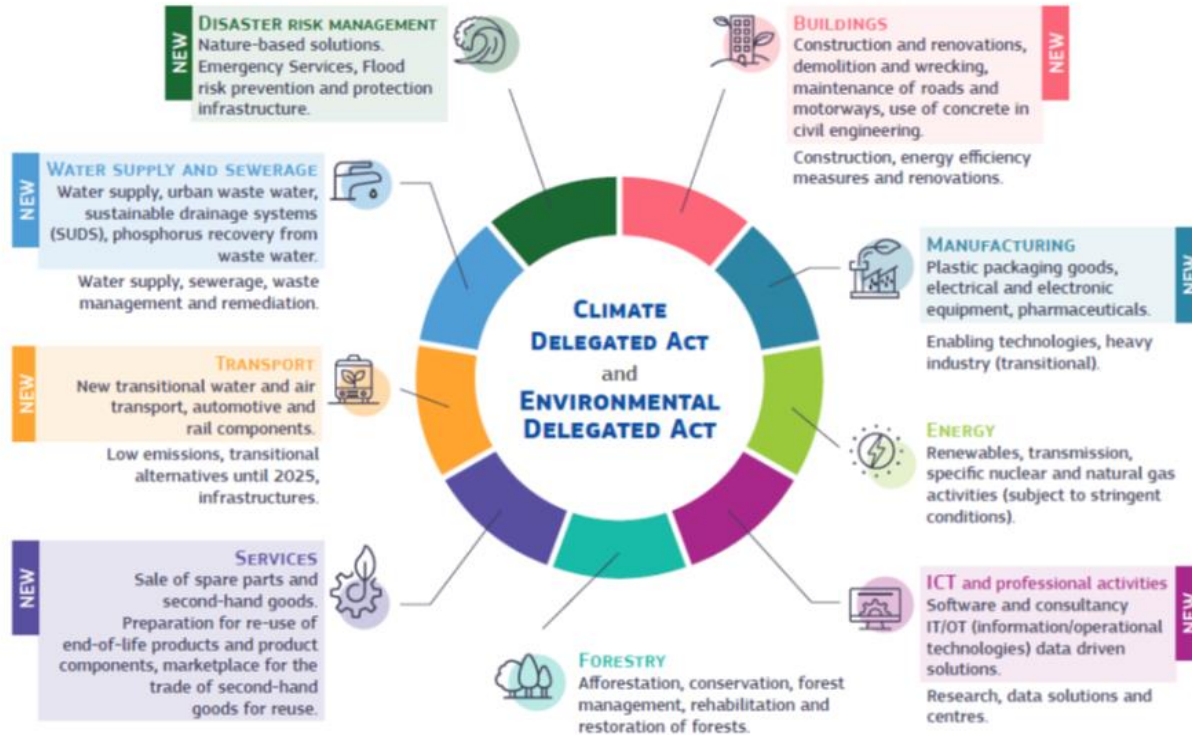 NEW
DISASTER RISK MANAGEMENT
Nature-based solutions.
Emergency Services, Flood
risk prevention and protection
infrastructure.
BUILDINGS
Construction and renovations,
demolition and wrecking,
maintenance of roads and
motorways, use of concrete in
civil engineering.
NEW
Construction, energy efficiency
measures and renovations.
NEW
WATER SUPPLY AND SEWERAGE
Water supply, urban waste water,
sustainable drainage systems
(SUDS), phosphorus recovery from
waste water.
Water supply, sewerage, waste
management and remediation.
MANUFACTURING
Plastic packaging goods,
electrical and electronic
equipment, pharmaceuticals.
NEW
Enabling technologies, heavy
industry (transitional).
CLIMATE
DELEGATED ACT
and
ENVIRONMENTAL
DELEGATED ACT
NEW
TRANSPORT
New transitional water and air
transport, automotive and
rail components.
Low emissions, transitional
alternatives until 2025,
infrastructures.
ENERGY
Renewables, transmission,
specific nuclear and natural gas
activities (subject to stringent
conditions).
NEW
SERVICES
Sale of spare parts and
second-hand goods.
Preparation for re-use of
end-of-life products and product
components, marketplace for the
trade of second-hand
goods for reuse.
ICT and professional activities
Software and consultancy
IT/OT (information/operational
technologies) data driven
solutions.
NEW
Research, data solutions and
centres.
FORESTRY
Afforestation, conservation, forest
management, rehabilitation and
restoration of forests.